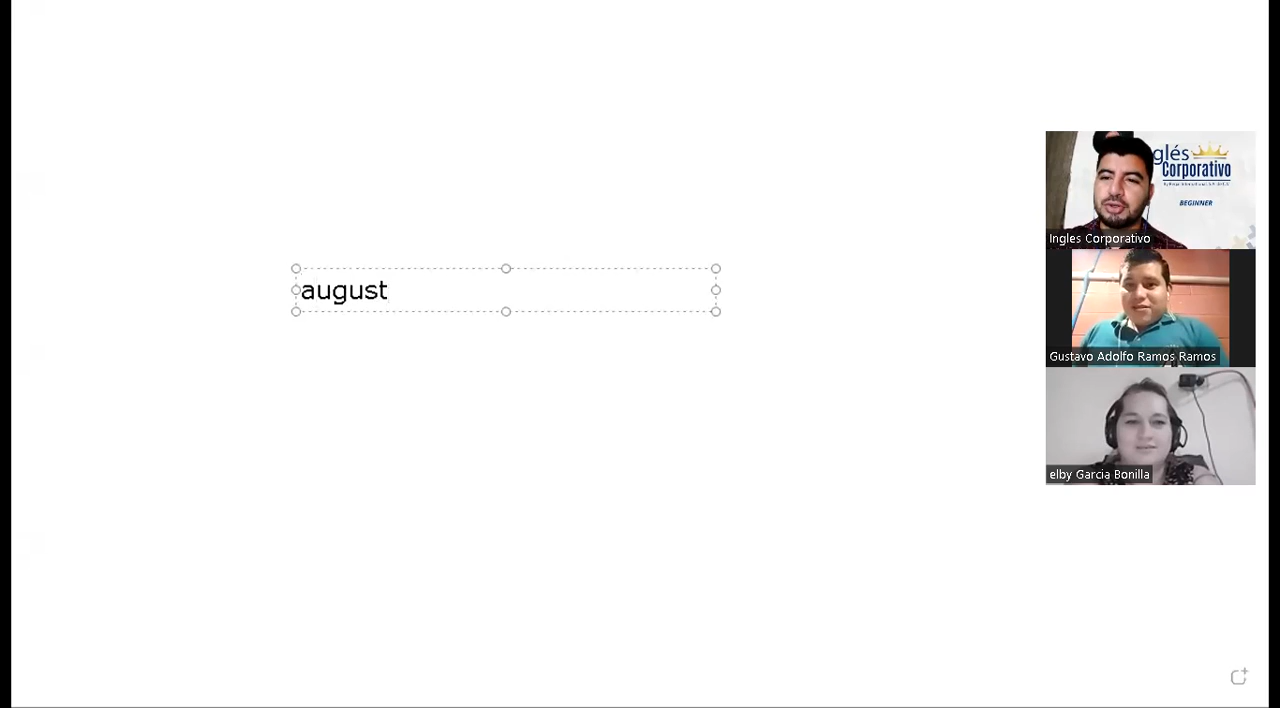 august
glés
Corporativo
BEGINNER
Ingles Corporativo
Gustavo Adolfo Ramos Ramos
elby Garcia Bonilla